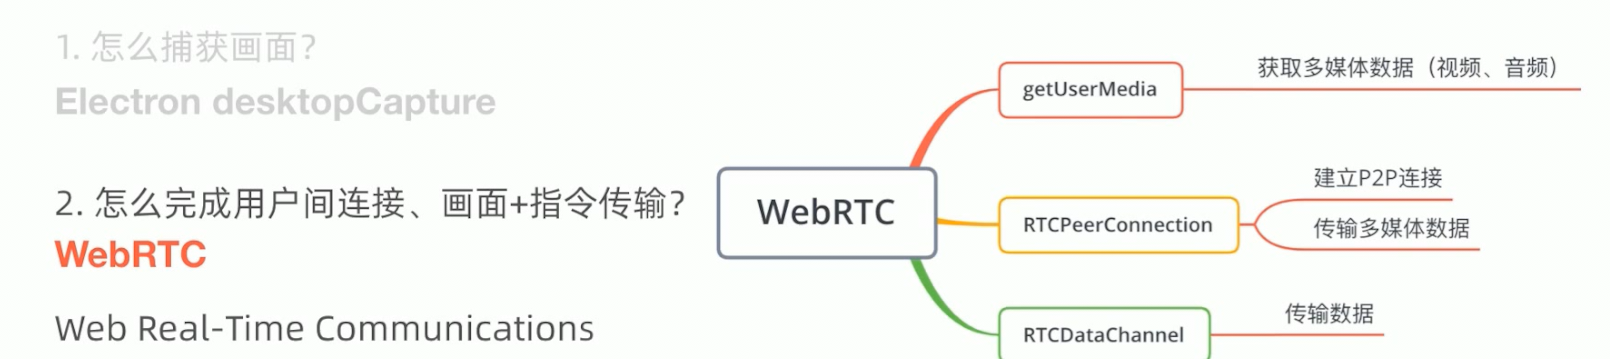 1. 怎么捕获画面?
Electron desktopCapture
2. 怎么完成用户间连接、画面+指令传输?
WebRTC
Web Real-Time Communications
WebRTC
getUserMedia
获取多媒体数据（视频、音频）
RTCPeerConnection
建立P2P连接
传输多媒体数据
RTCDataChannel
传输数据